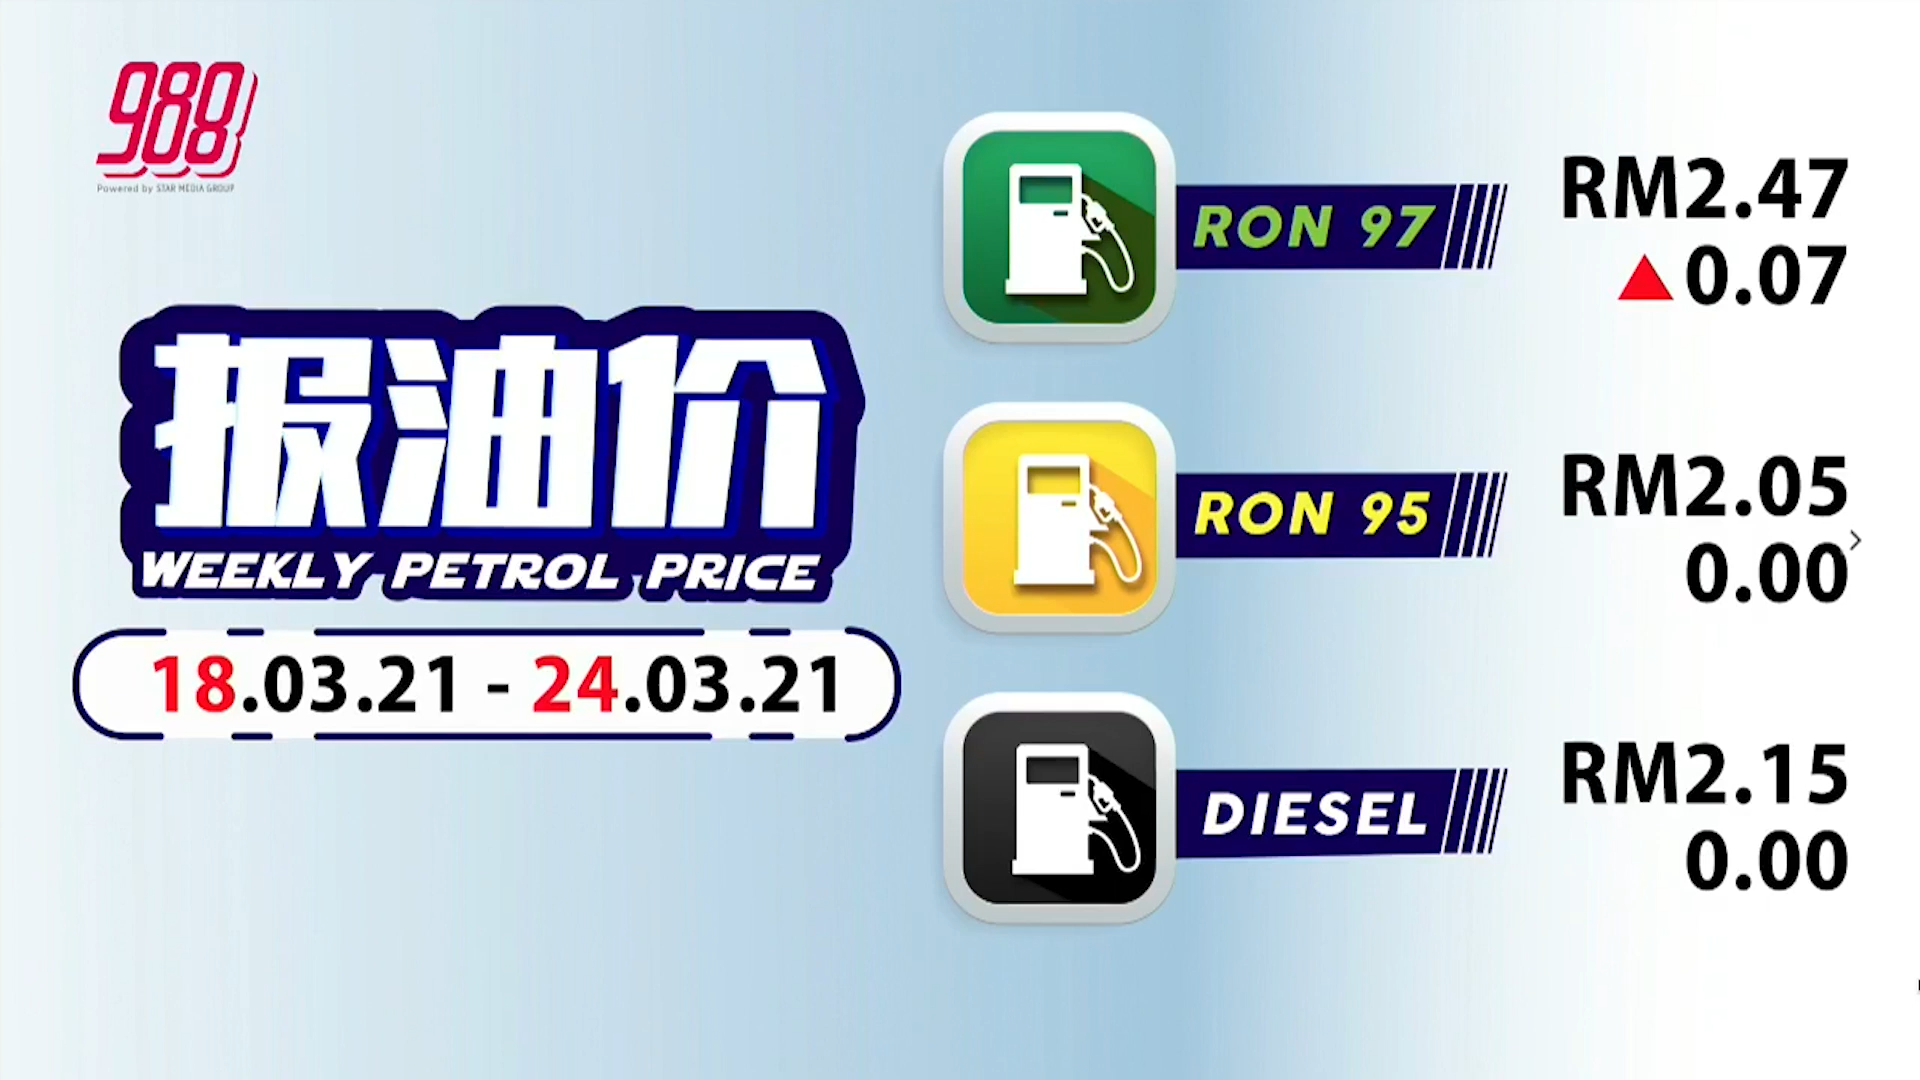 988
Powered by STAR MEDIA GROUP
报油价
WEEKLY PETROL PRICE
18.03.21 - 24.03.21
RON 97
RM2.47
▲0.07
RON 95
RM2.05
0.00
DIESEL
RM2.15
0.00